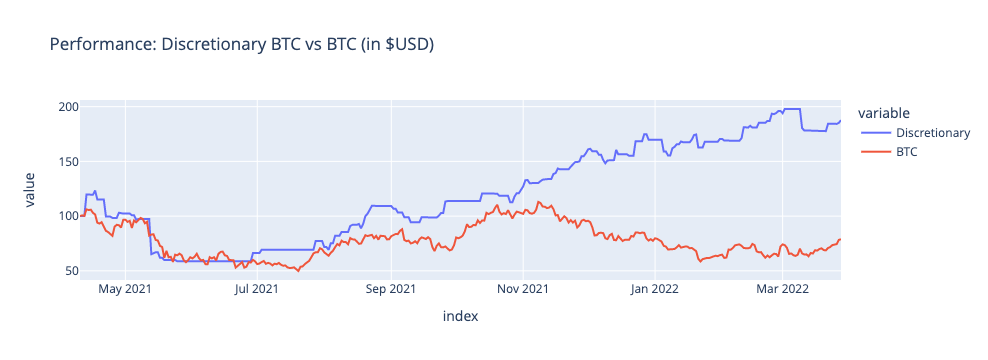 Performance: Discretionary BTC vs BTC (in $USD)
200
150
100
50
value
May 2021
Jul 2021
Sep 2021
Nov 2021
Jan 2022
Mar 2022
index
variable
Discretionary
BTC